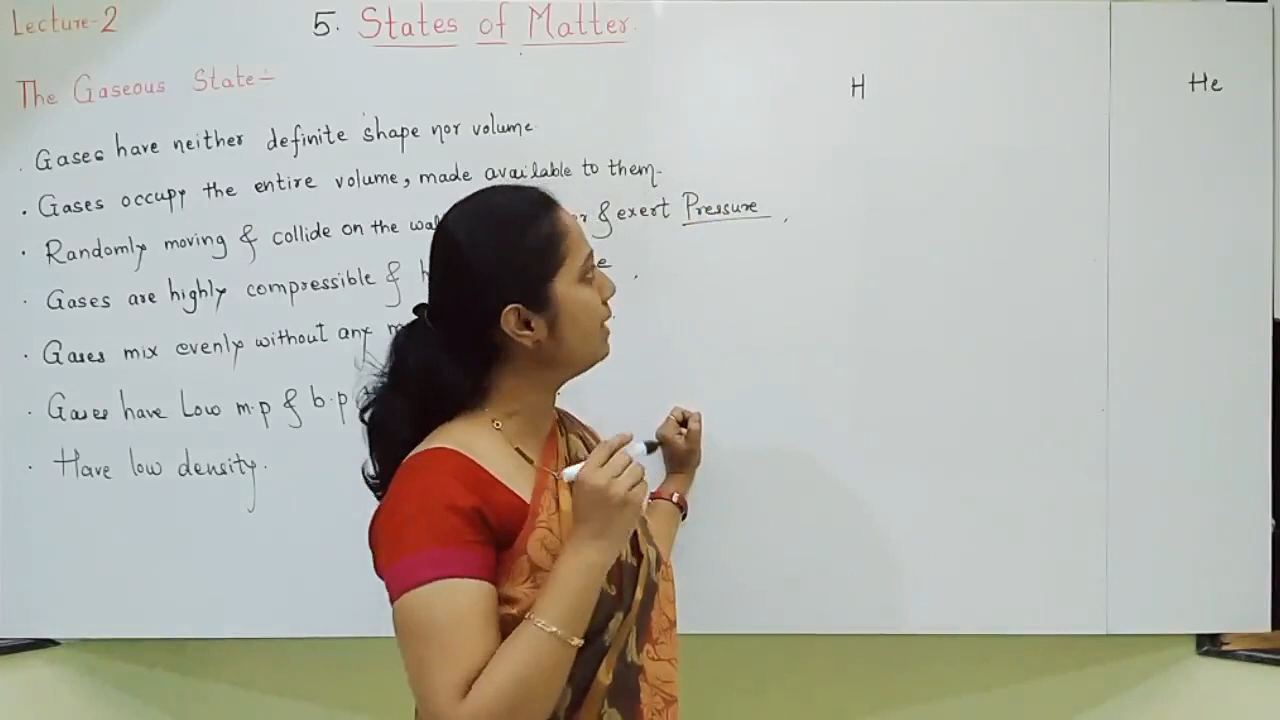 Lecture-2
5. States of Matter
The Gaseous State÷
H
He
· Gases have neither definite shape nor volume
· Gases occupy the entire volume, made available to them.
· Randomly moving & collide on the & exert Pressure
· Gases are highly compressible &
· Gases mix evenly without any
· Gases have Low m.p & b.p
· Have low density.